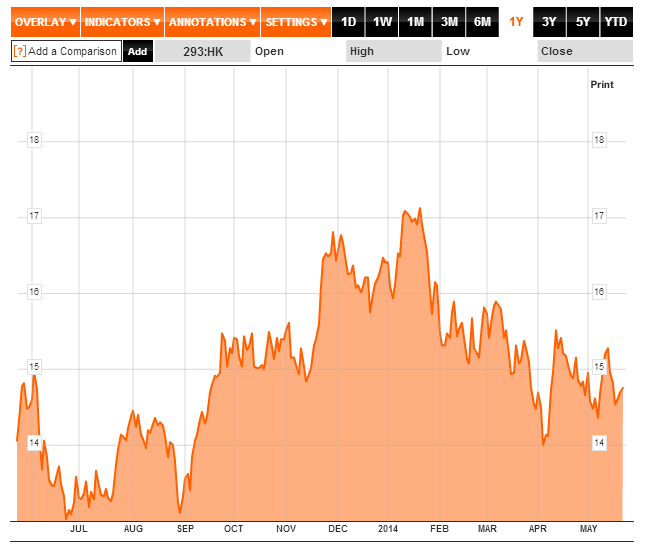 OVERLAY ▼ INDICATORS ▼ ANNOTATIONS ▼ SETTINGS ▼ 1D 1W 1M 3M 6M 1Y 3Y 5Y YTD
[?] Add a Comparison Add 293:HK Open High Low Close
Print
18 18
17 17
16 16
15 15
14 14
JUL AUG SEP OCT NOV DEC 2014 FEB MAR APR MAY